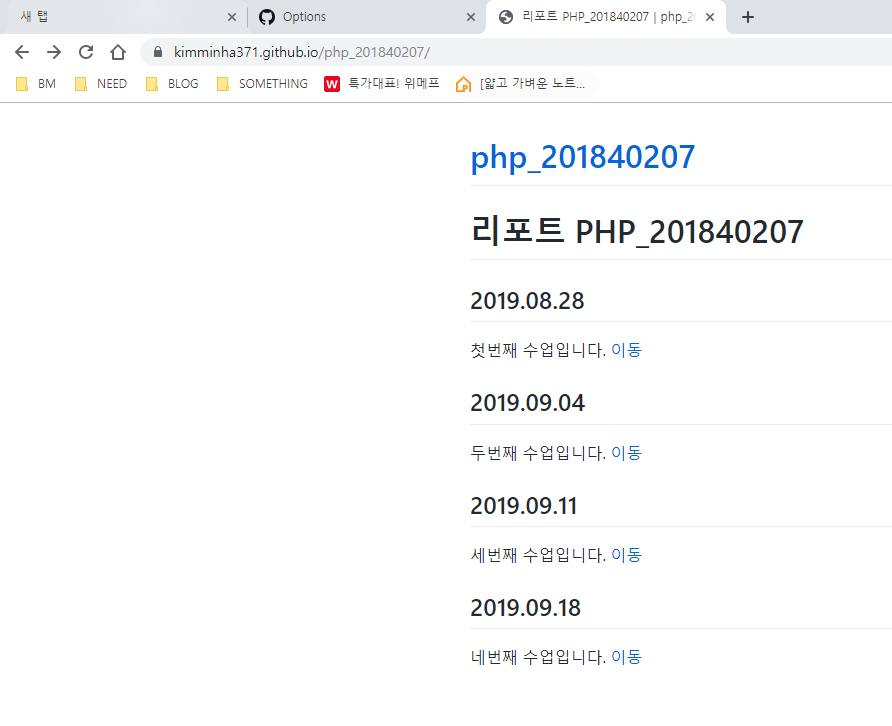 새 탭
Options
리포트 PHP_201840207 | php_20
kimminha371.github.io/php_201840207/
BM NEED BLOG SOMETHING 특가대표! 위메프 [얇고 가벼운 노트...
php_201840207
리포트 PHP_201840207
2019.08.28
첫번째 수업입니다. 이동
2019.09.04
두번째 수업입니다. 이동
2019.09.11
세번째 수업입니다. 이동
2019.09.18
네번째 수업입니다. 이동